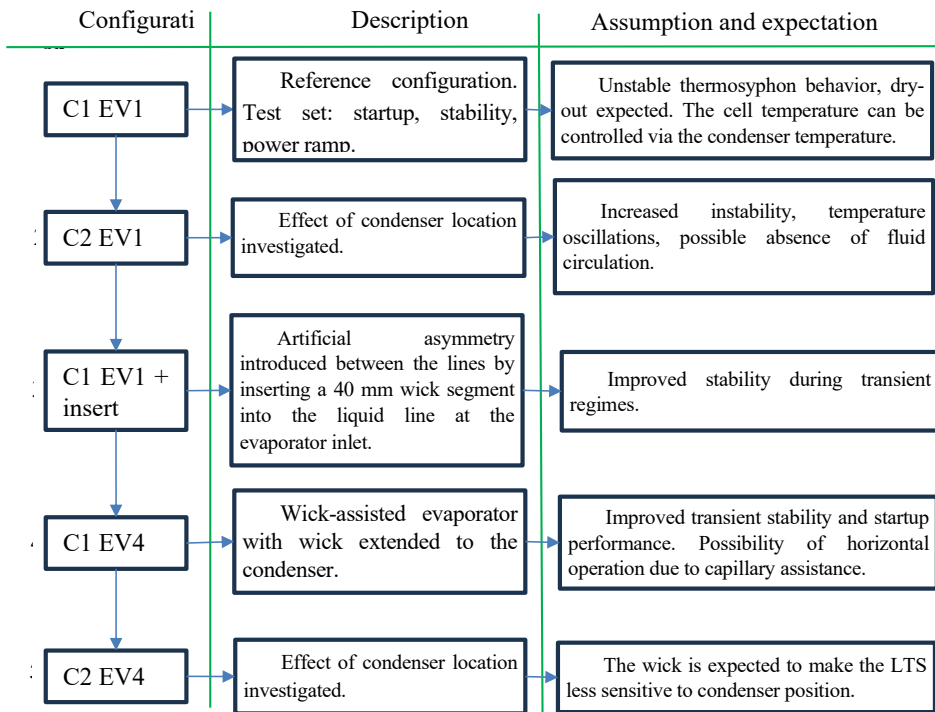 Configurati
Description
Assumption and expectation
C1 EV1
Reference configuration.
Test set: startup, stability,
power ramp.
Unstable thermosyphon behavior, dry-
out expected. The cell temperature can be
controlled via the condenser temperature.
C2 EV1
Effect of condenser location
investigated.
Increased instability, temperature
oscillations, possible absence of fluid
circulation.
C1 EV1 +
insert
Artificial asymmetry
introduced between the lines by
inserting a 40 mm wick segment
into the liquid line at the
evaporator inlet.
Improved stability during transient
regimes.
C1 EV4
Wick-assisted evaporator
with wick extended to the
condenser.
Improved transient stability and startup
performance. Possibility of horizontal
operation due to capillary assistance.
C2 EV4
Effect of condenser location
investigated.
The wick is expected to make the LTS
less sensitive to condenser position.